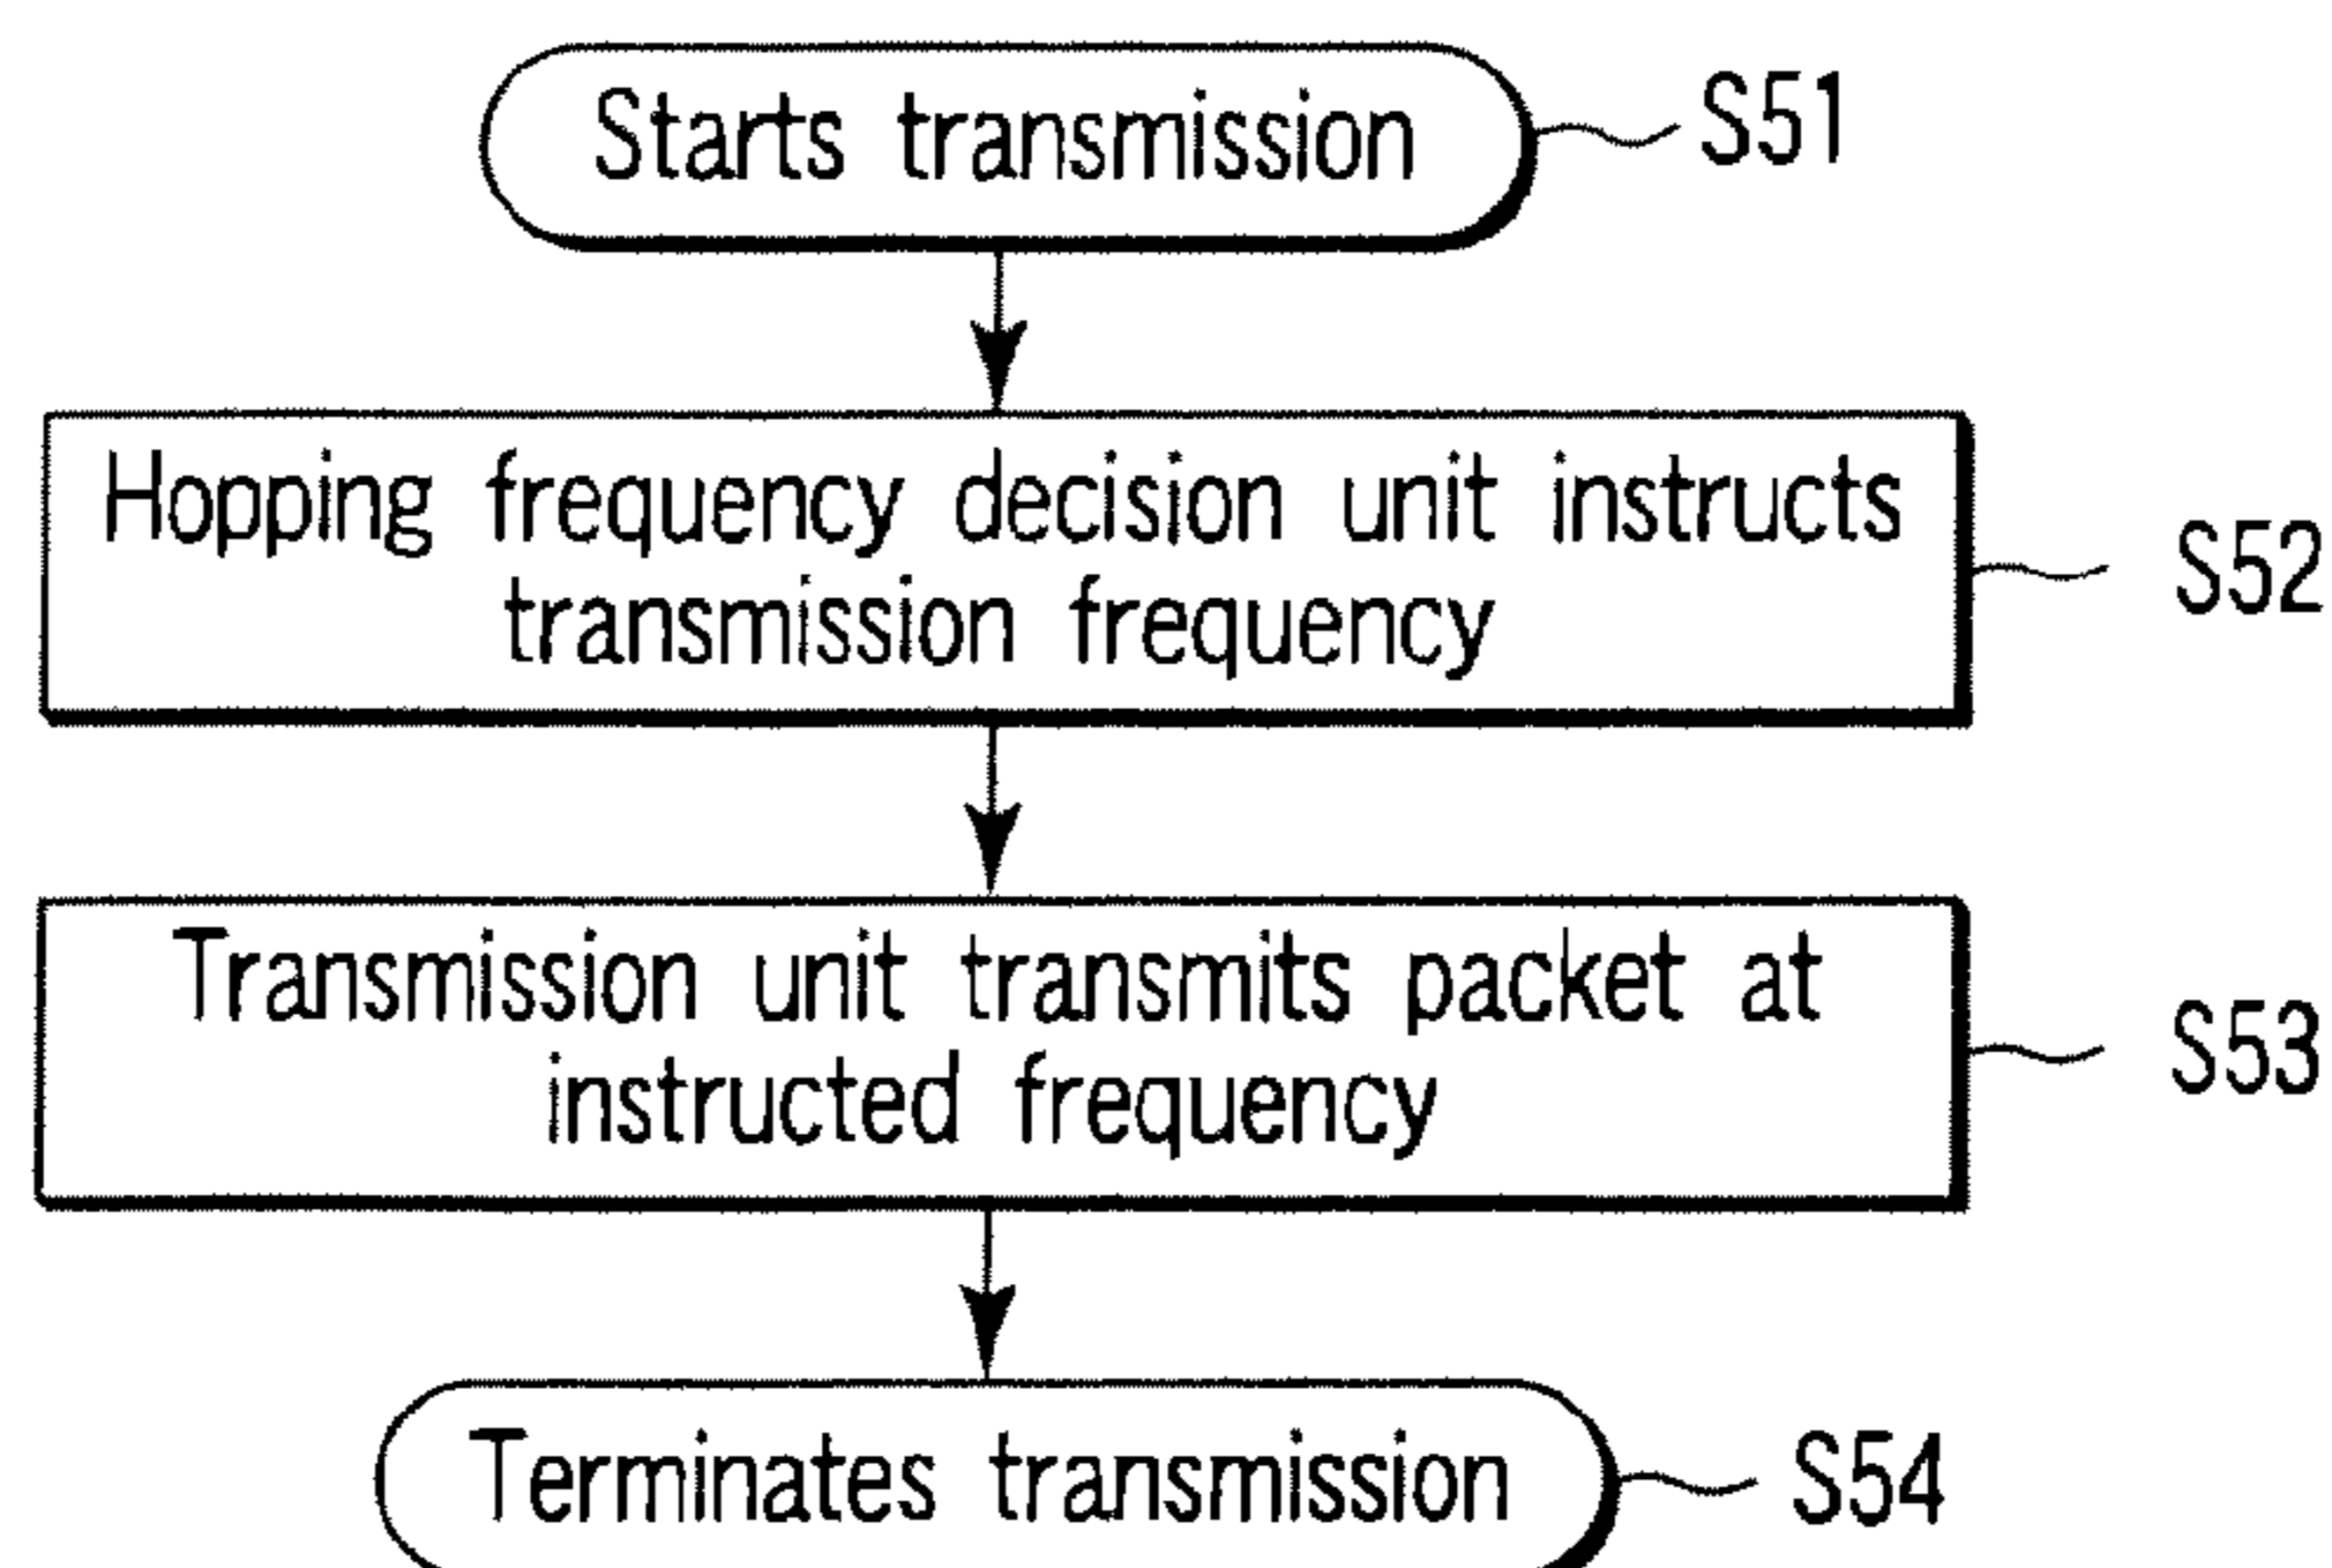 Starts transmission
S51
Hopping frequency decision unit instructs
transmission frequency
S52
Transmission unit transmits packet at
instructed frequency
S53
Terminates transmission
S54